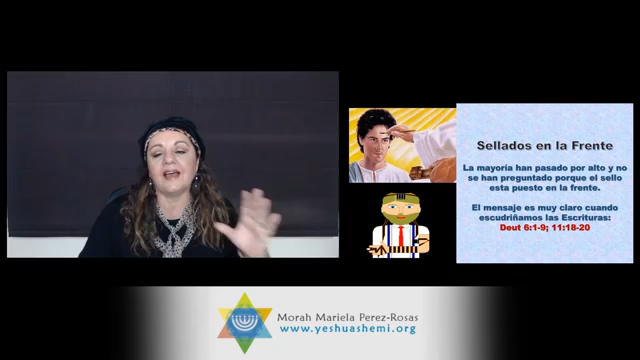 Sellados en la Frente
La mayoría han pasado por alto y no
se han preguntado porque el sello
esta puesto en la frente.
El mensaje es muy claro cuando
escudriñamos las Escrituras:
Deut 6:1-9; 11:18-20
Morah Mariela Perez-Rosas
www.yeshuashemi.org